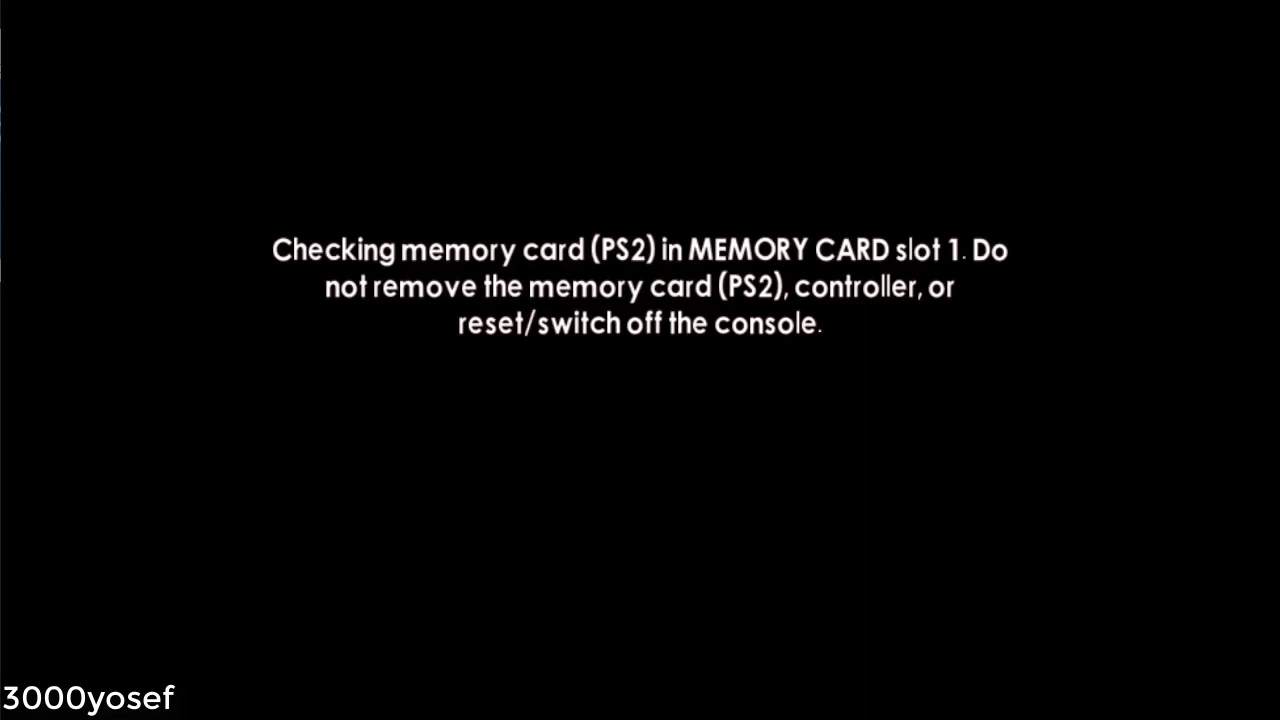 Checking memory card (PS2) in MEMORY CARD slot 1. Do
not remove the memory card (PS2), controller, or
reset/switch off the console.
3000yosef